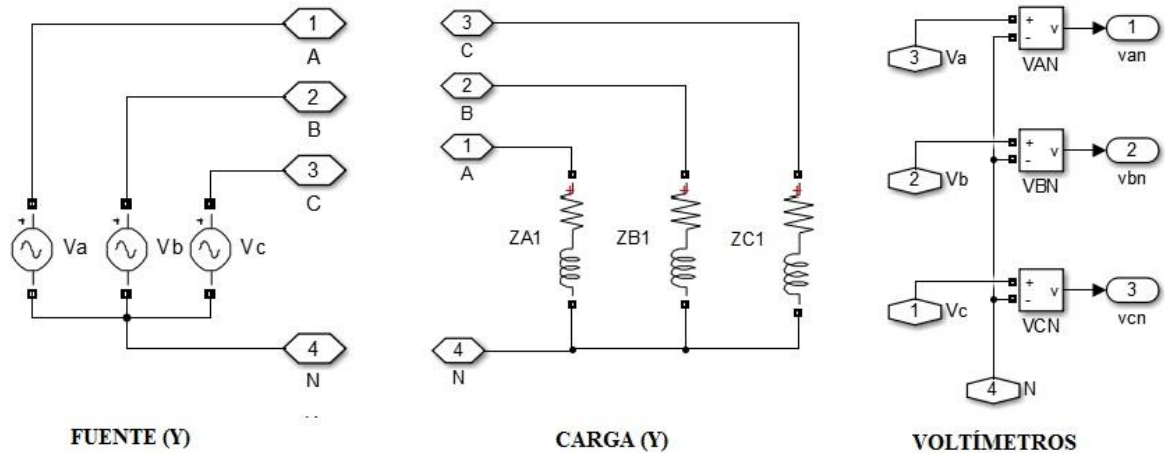 1
A
2
B
3
C
+
Va
+
Vb
+
Vc
4
N
FUENTE (Y)
3
C
2
B
1
A
+
ZA1
+
ZB1
+
ZC1
4
N
CARGA (Y)
3
Va
+
-
v
VAN
1
van
2
Vb
+
-
v
VBN
2
vbn
1
Vc
+
-
v
VCN
3
vcn
4
N
VOLTÍMETROS